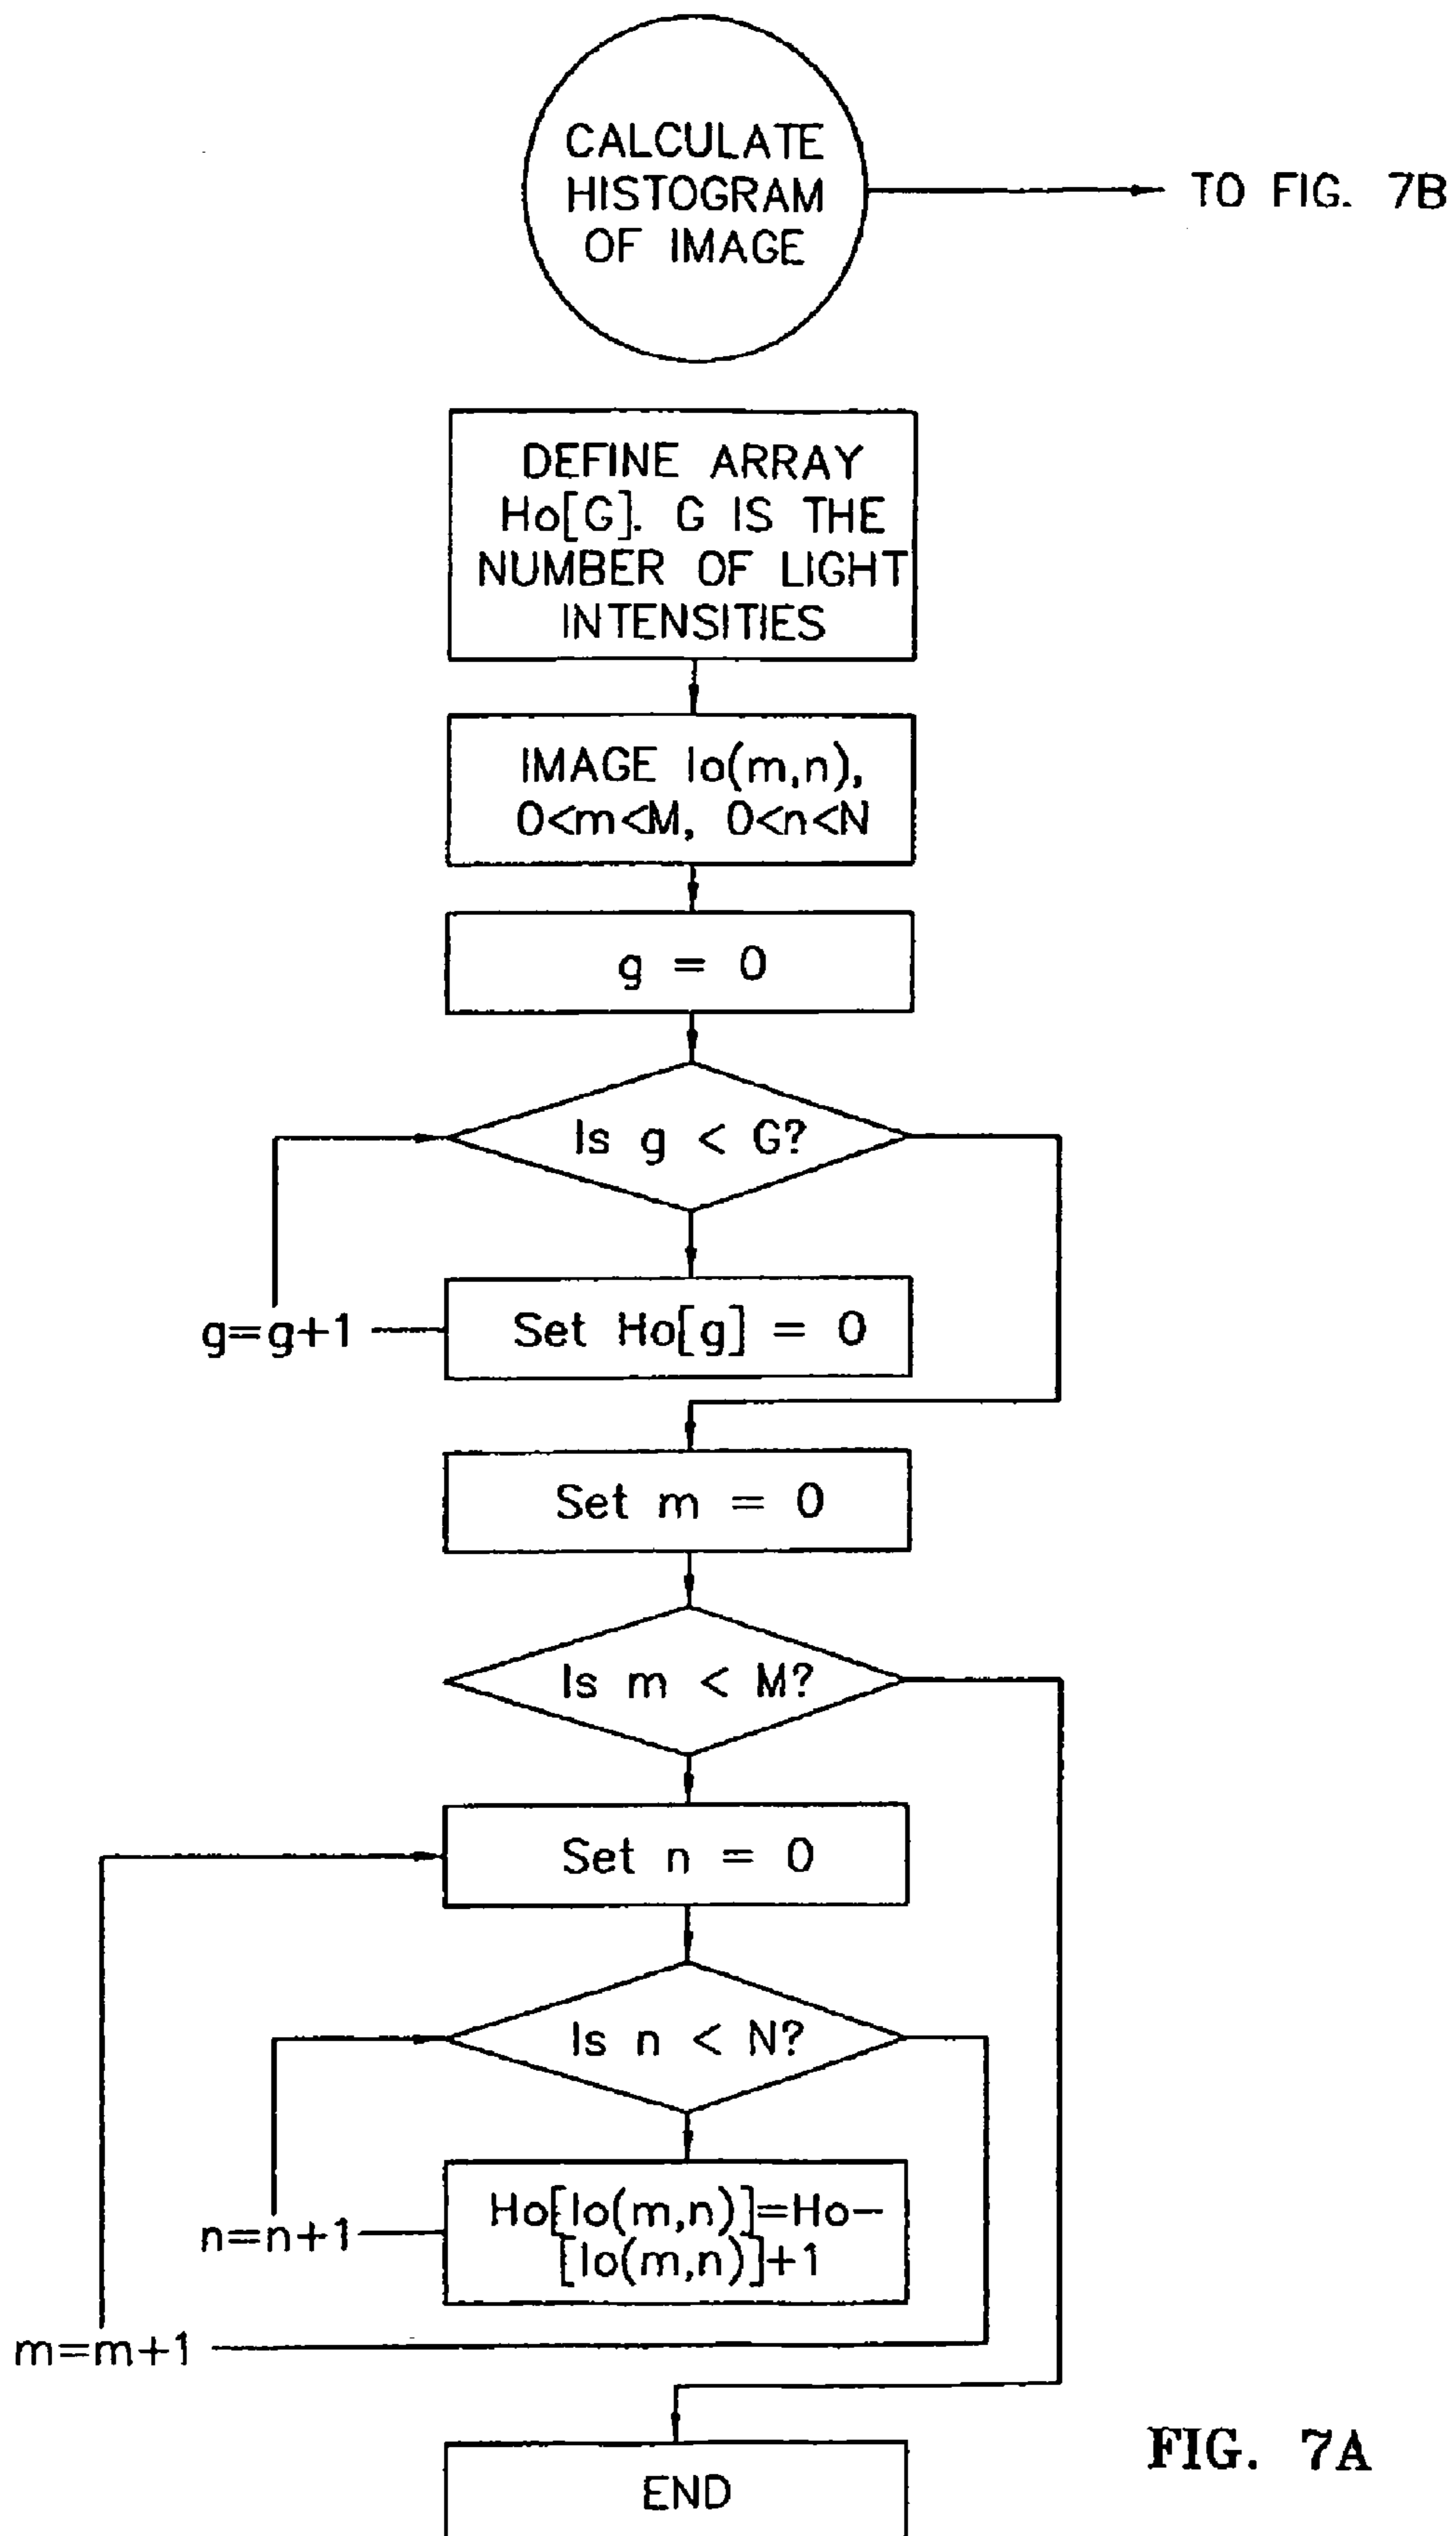 CALCULATE
HISTOGRAM
OF IMAGE
TO FIG. 7B
DEFINE ARRAY
Ho[G]. G IS THE
NUMBER OF LIGHT
INTENSITIES
IMAGE Io(m,n),
0<m<M, 0<n<N
g = 0
Is g < G?
g=g+1
Set Ho[g] = 0
Set m = 0
Is m < M?
Set n = 0
Is n < N?
n=n+1
Ho[Io(m,n)]=Ho-
[Io(m,n)]+1
m=m+1
END
FIG. 7A